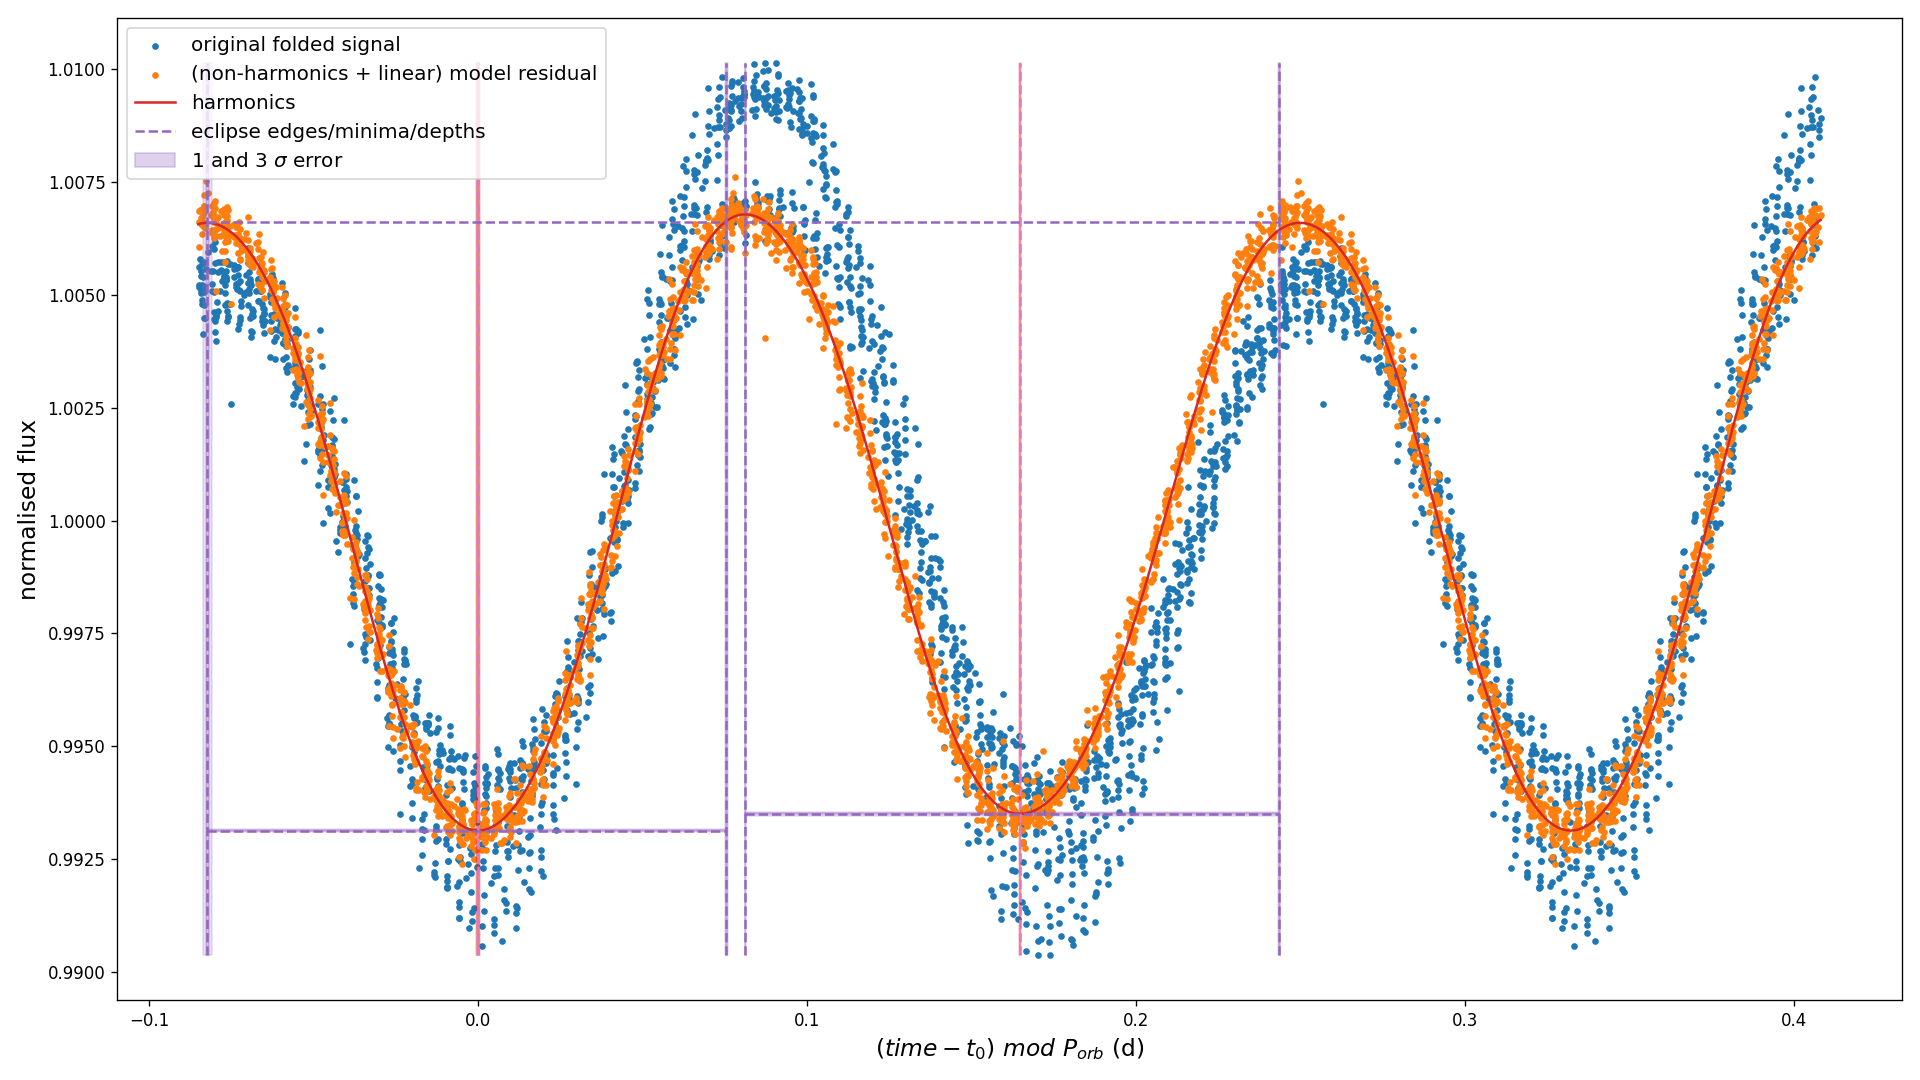 original folded signal
(non-harmonics + linear) model residual
harmonics
eclipse edges/minima/depths
1 and 3 σ error
1.0100
1.0075
1.0050
1.0025
1.0000
0.9975
0.9950
0.9925
0.9900
normalised flux
−0.1 0.0 0.1 0.2 0.3 0.4
(time − t₀) mod Pₒᵣb (d)